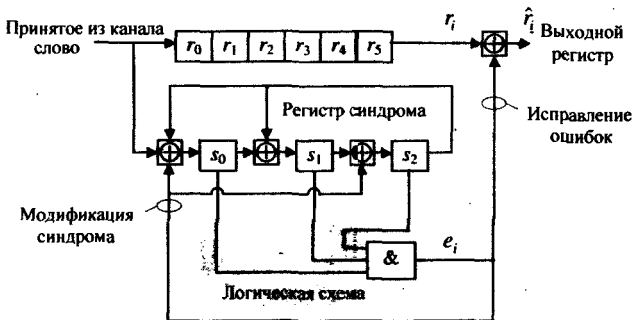 Принятое из канала
слово
r₀ r₁ r₂ r₃ r₄ r₅
rᵢ
r̂ᵢ
Выходной
регистр
Регистр синдрома
Исправление
ошибок
s₀
s₁
s₂
Модификация
синдрома
&
eᵢ
Логическая схема